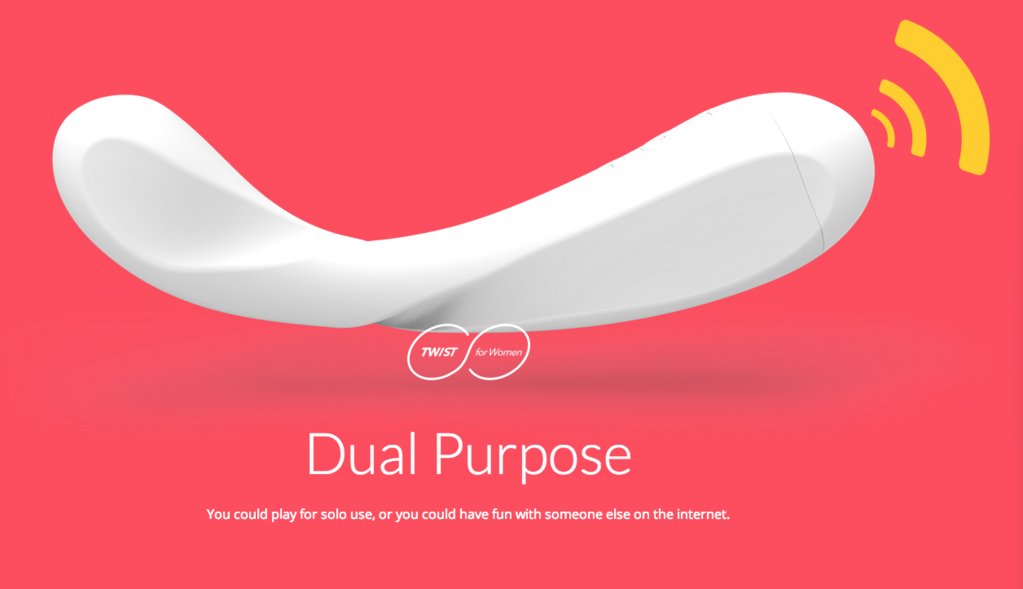 TWIST for Women
Dual Purpose
You could play for solo use, or you could have fun with someone else on the internet.